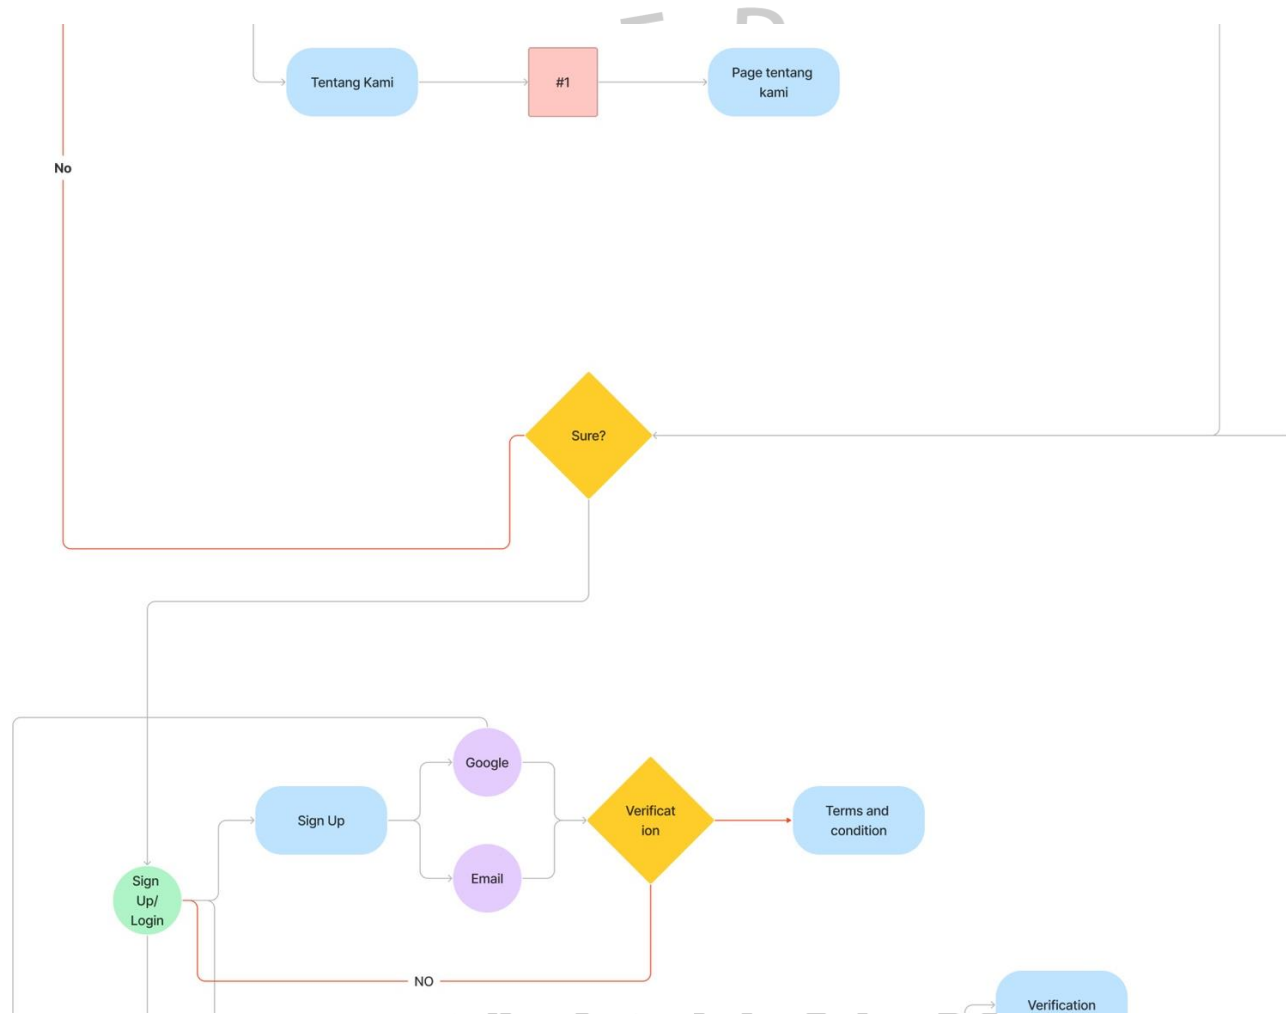 Tentang Kami
#1
Page tentang
kami
No
Sure?
Google
Sign Up
Verificat
ion
Terms and
condition
Email
Sign
Up/
Login
NO
Verification